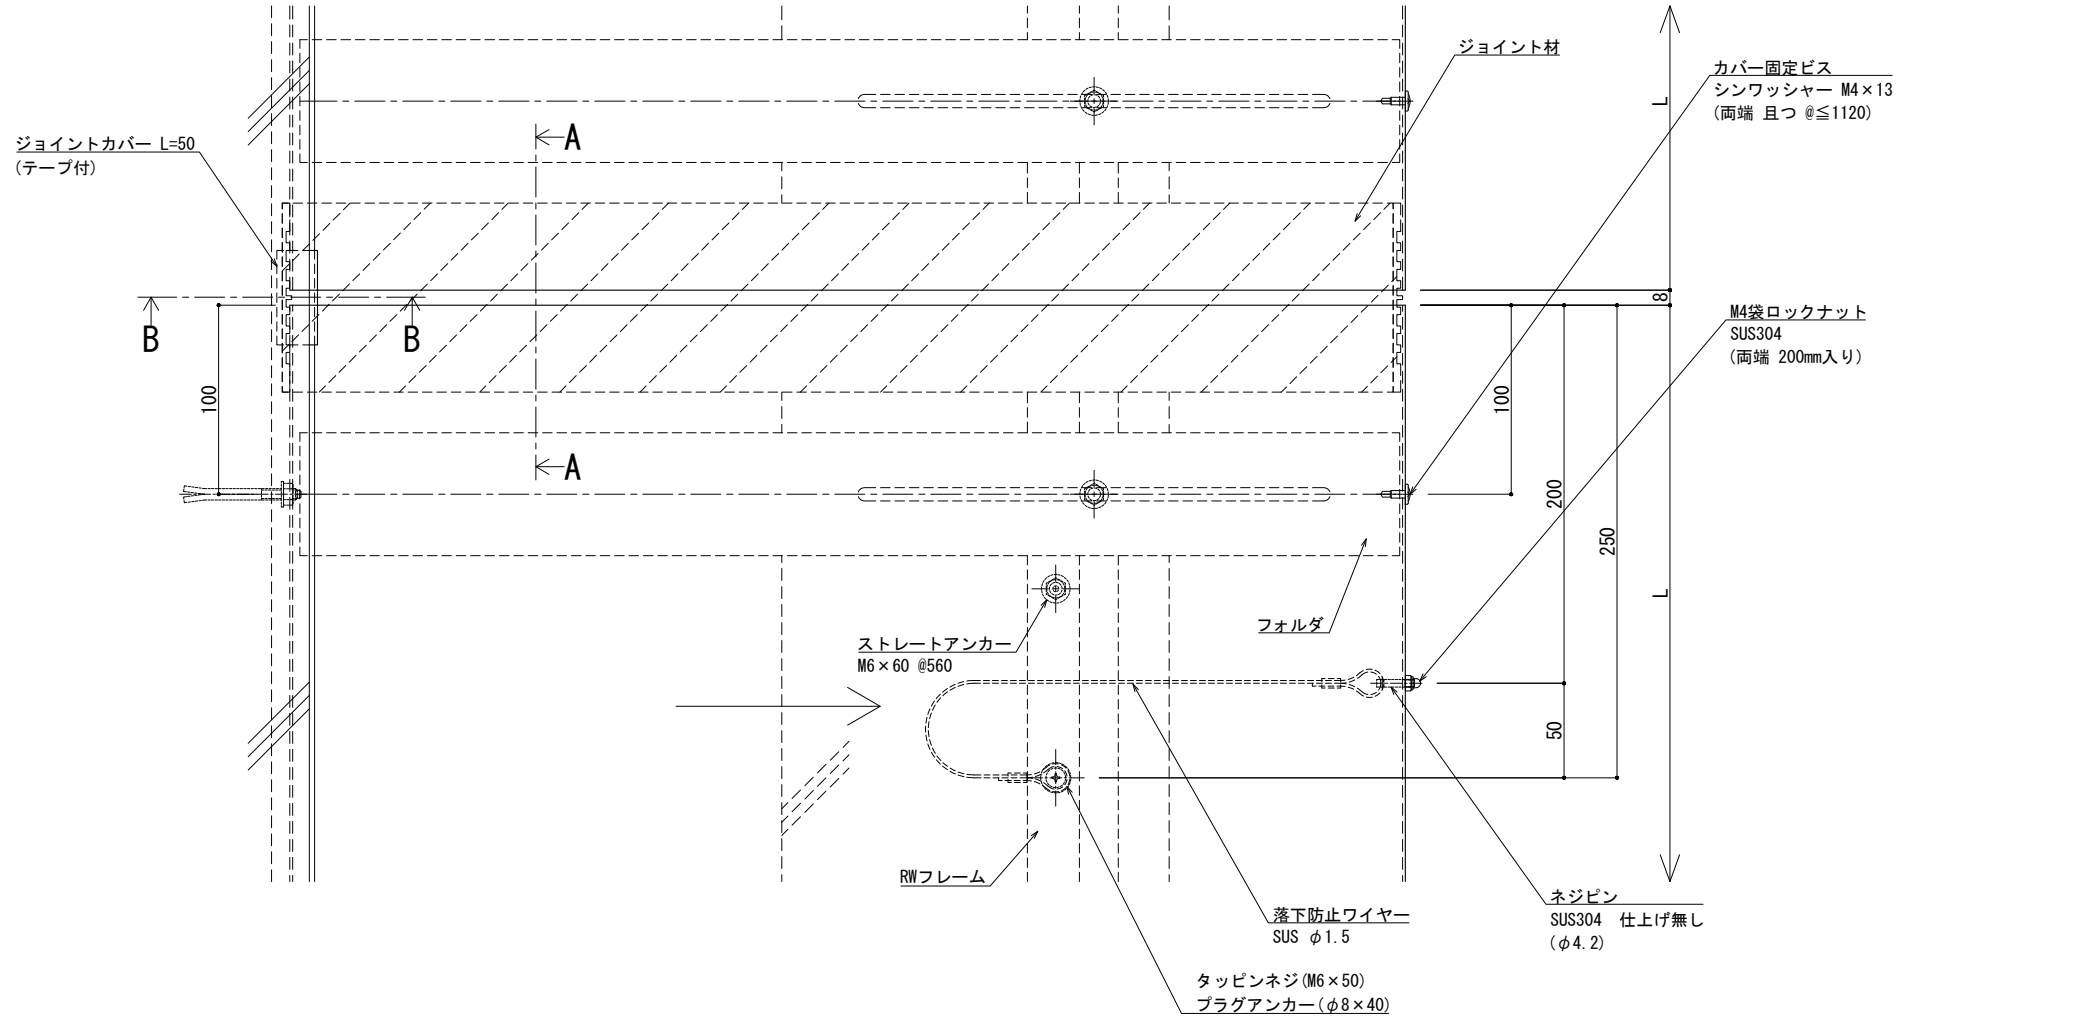 ジョイント材
カバー固定ビス
シンワッシャー M4×13
(両端 且つ @≦1120)
L
A
ジョイントカバー L=50
(テープ付)
8
B
B
M4袋ロックナット
SUS304
(両端 200mm入り)
100
100
A
200
250
L
フォルダ
ストレートアンカー
M6×60 @560
50
RWフレーム
ネジピン
SUS304 仕上げ無し
(φ4.2)
落下防止ワイヤー
SUS φ1.5
タッピンネジ(M6×50)
プラグアンカー(φ8×40)